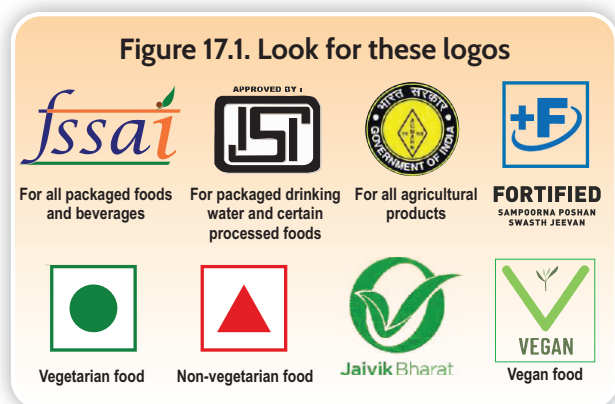 Figure 17.1. Look for these logos
fssai
For all packaged foods
and beverages
APPROVED BY :
ISI
For packaged drinking
water and certain
processed foods
भारत सरकार
GOVERNMENT OF INDIA
For all agricultural
products
+F
FORTIFIED
SAMPOORNA POSHAN
SWASTH JEEVAN
Vegetarian food
Non-vegetarian food
Jaivik Bharat
VEGAN
Vegan food